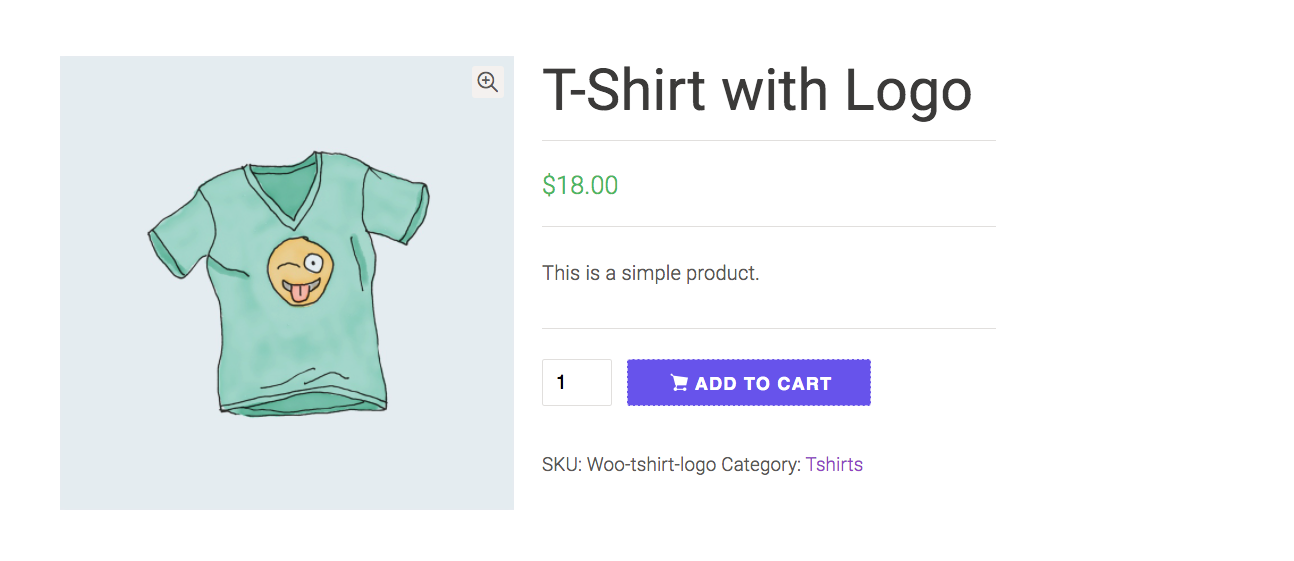 T-Shirt with Logo
$18.00
This is a simple product.
1
ADD TO CART
SKU: Woo-tshirt-logo Category: Tshirts